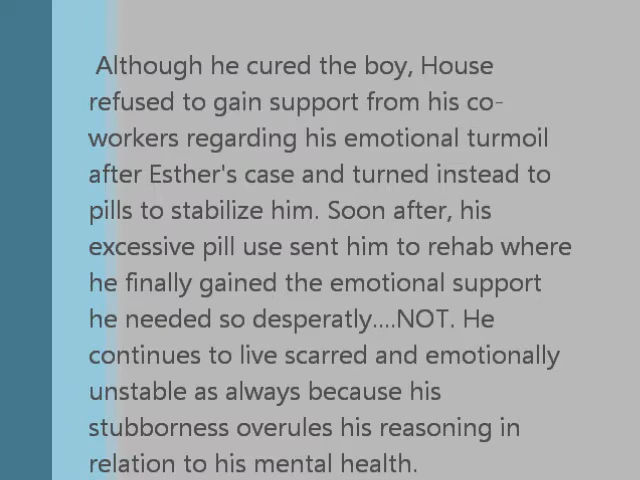 Although he cured the boy, House
refused to gain support from his co-
workers regarding his emotional turmoil
after Esther's case and turned instead to
pills to stabilize him. Soon after, his
excessive pill use sent him to rehab where
he finally gained the emotional support
he needed so desperatly....NOT. He
continues to live scarred and emotionally
unstable as always because his
stubborness overules his reasoning in
relation to his mental health.